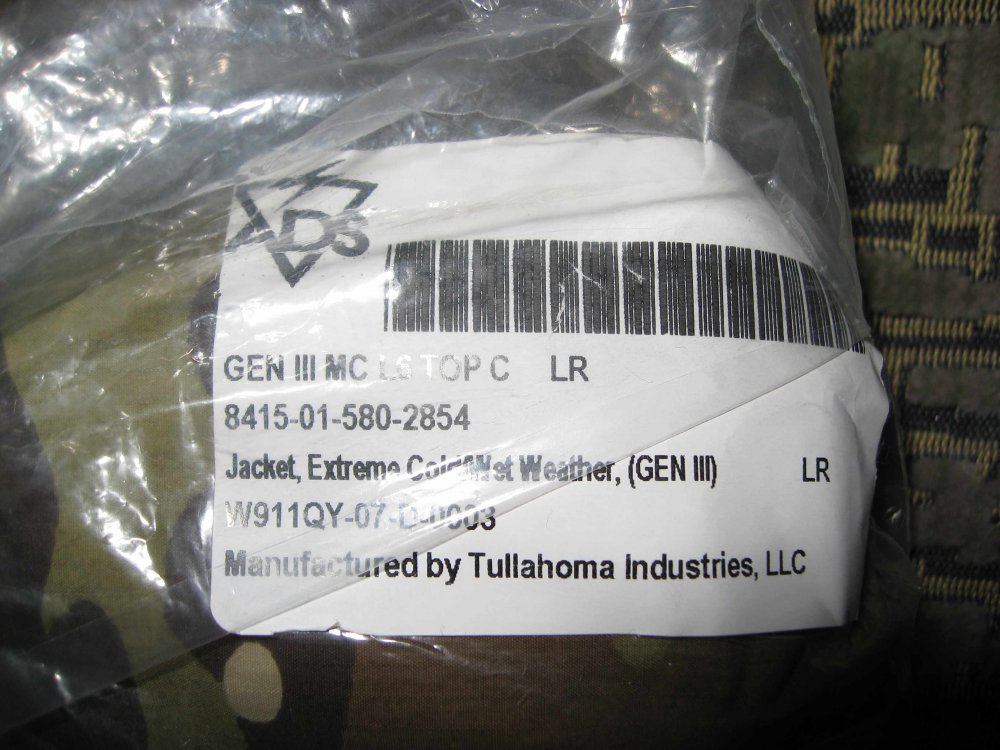 ADS
GEN III MC LS TOP C LR
8415-01-580-2854
Jacket, Extreme Cold/Wet Weather, (GEN III) LR
W911QY-07-D-0003
Manufactured by Tullahoma Industries, LLC